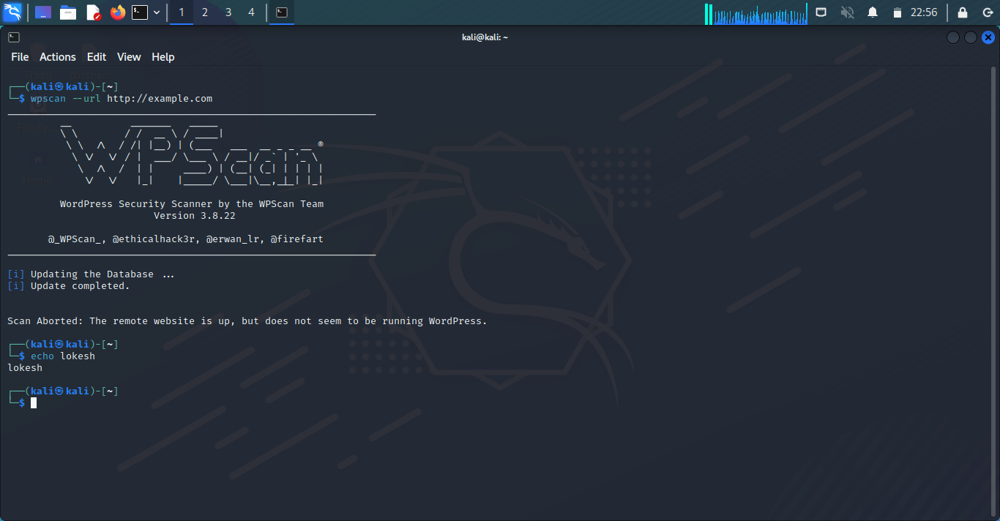 1 2 3 4 22:56
kali@kali: ~
File Actions Edit View Help
┌──(kali㉿kali)-[~]
└─$ wpscan --url http://example.com
_______________________________________________________________
         __          _______   _____
         \ \        / /  __ \ / ____|
          \ \  /\  / /| |__) | (___   ___  __ _ _ __ ®
           \ \/  \/ / |  ___/ \___ \ / __|/ _` | '_ \
            \  /\  /  | |     ____) | (__| (_| | | | |
             \/  \/   |_|    |_____/ \___|\__,_|_| |_|
WordPress Security Scanner by the WPScan Team
Version 3.8.22
@_WPScan_, @ethicalhack3r, @erwan_lr, @firefart
_______________________________________________________________
[i] Updating the Database ...
[i] Update completed.
Scan Aborted: The remote website is up, but does not seem to be running WordPress.
┌──(kali㉿kali)-[~]
└─$ echo lokesh
lokesh
┌──(kali㉿kali)-[~]
└─$
Trash
Home